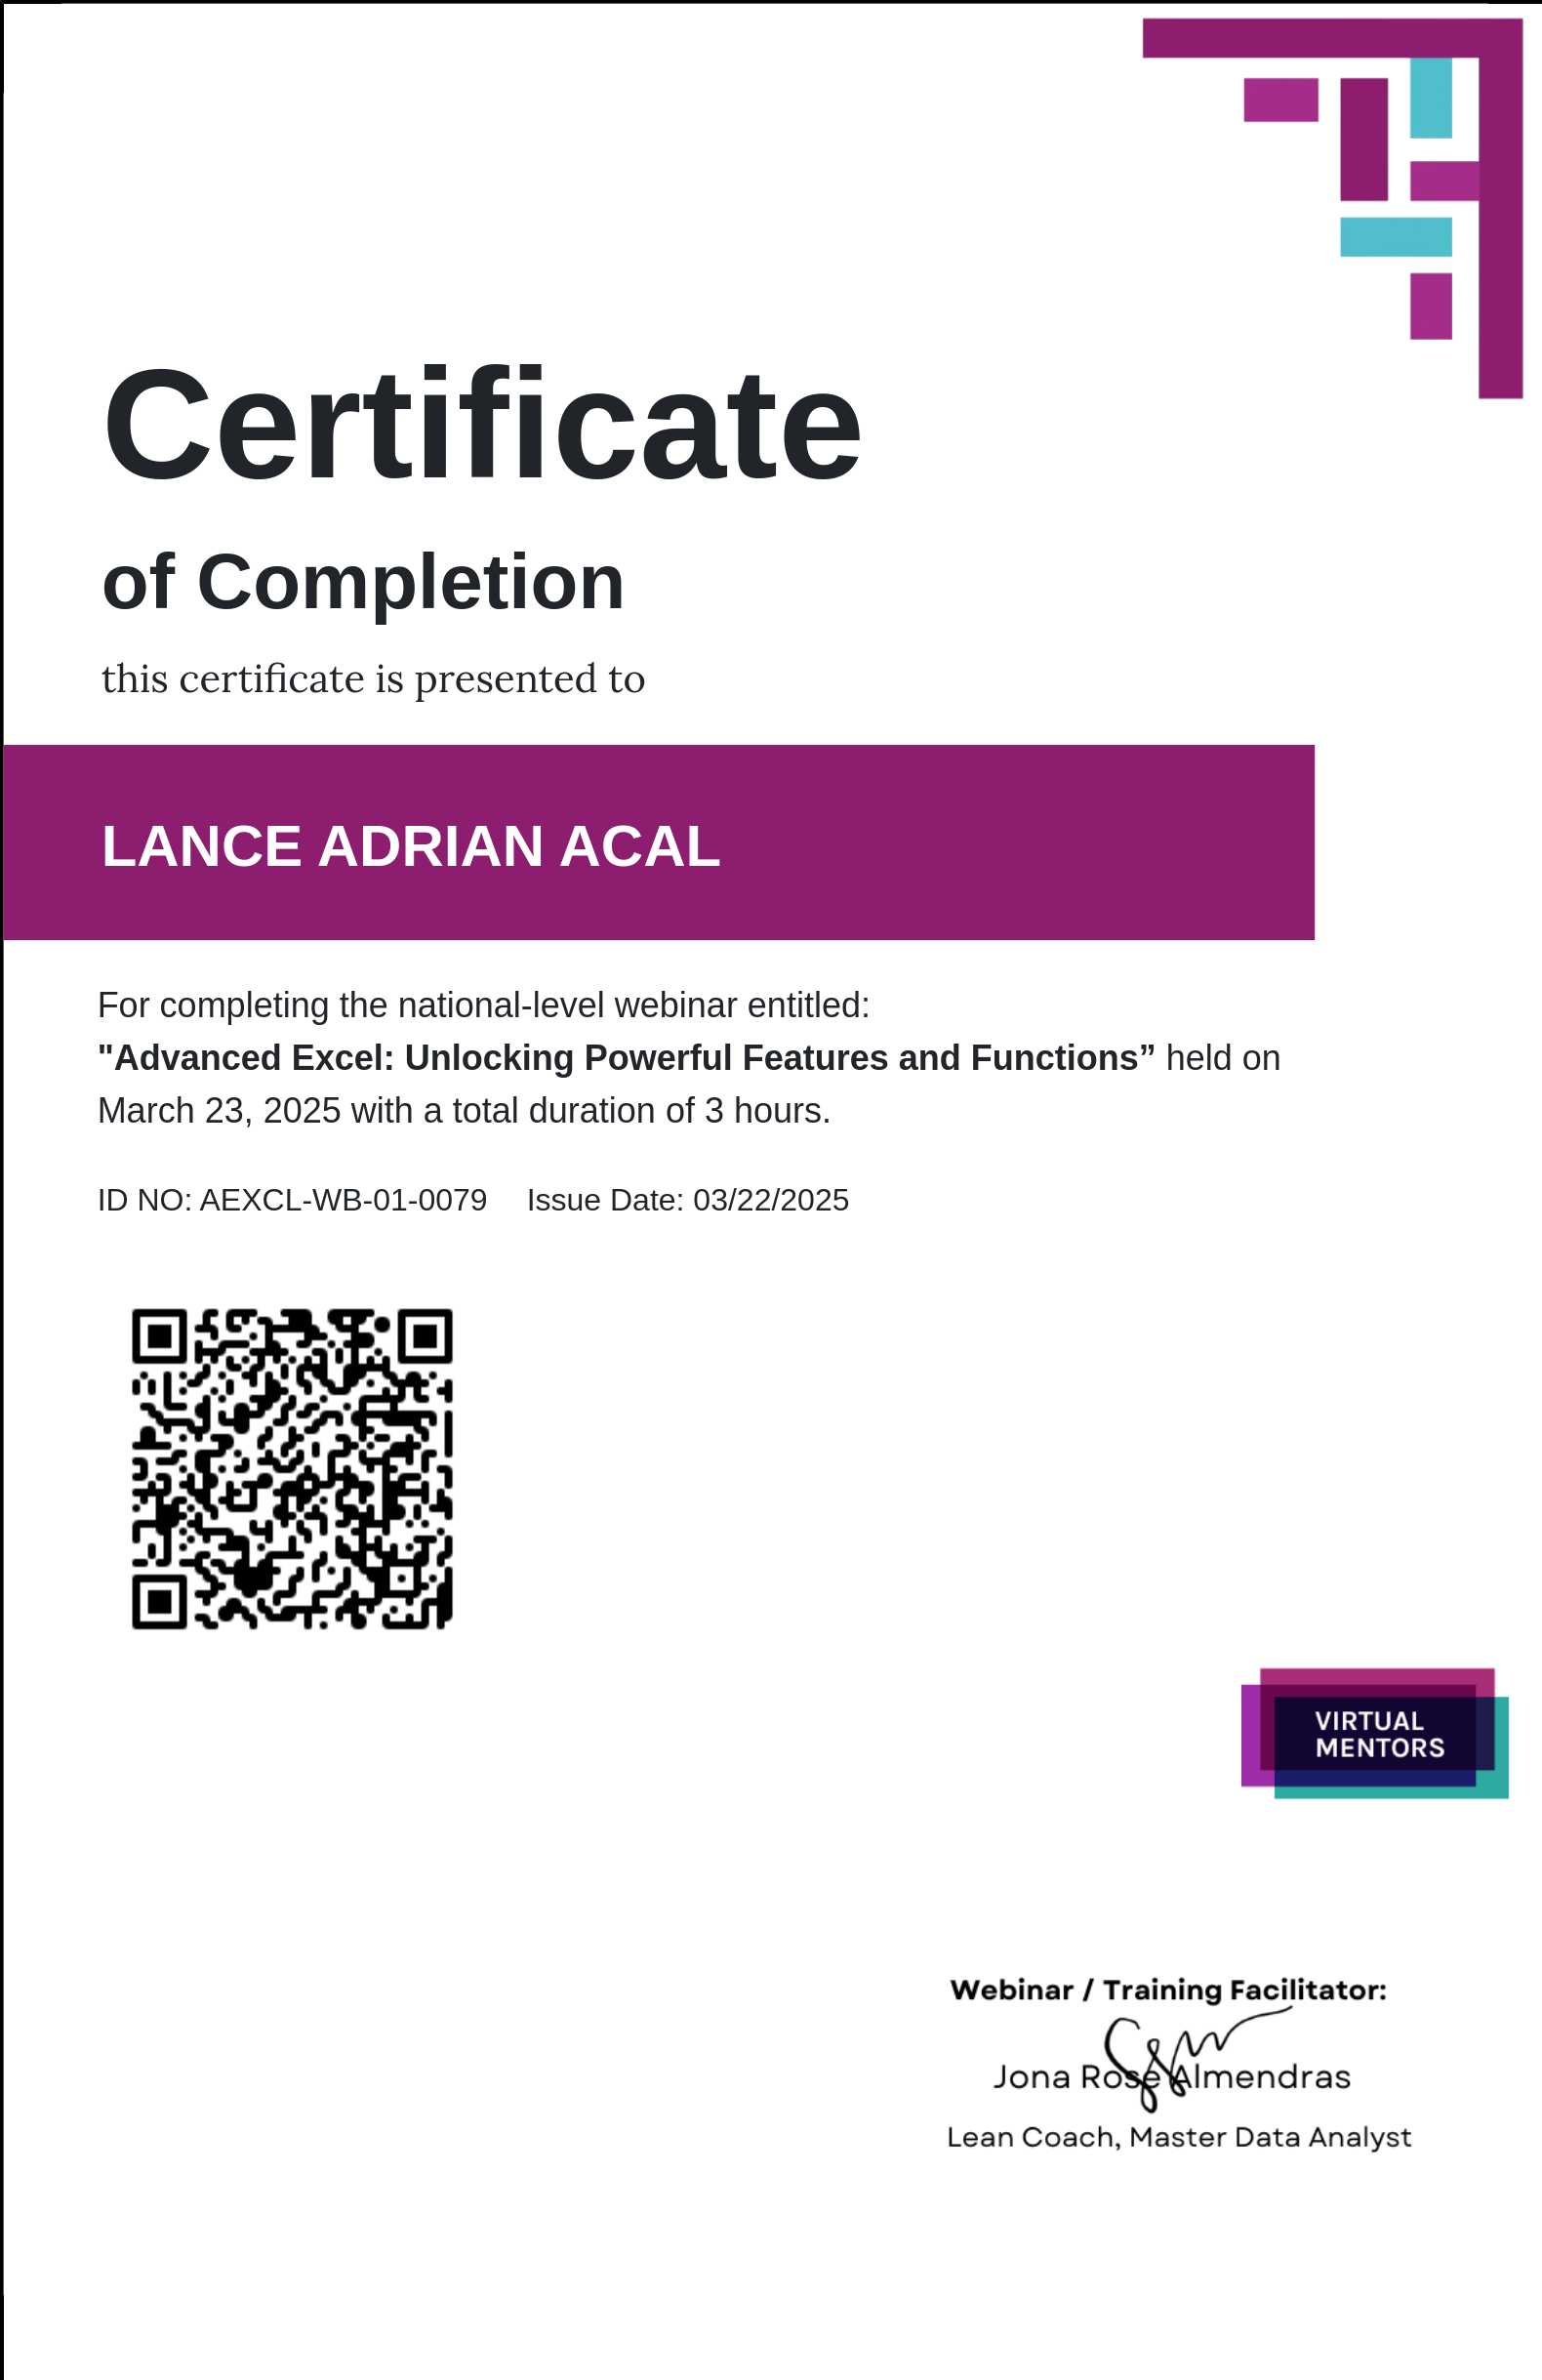 Certificate
of Completion
this certificate is presented to
LANCE ADRIAN ACAL
For completing the national-level webinar entitled:
"Advanced Excel: Unlocking Powerful Features and Functions” held on
March 23, 2025 with a total duration of 3 hours.
ID NO: AEXCL-WB-01-0079 Issue Date: 03/22/2025
VIRTUAL
MENTORS
Webinar / Training Facilitator:
Jona Rose Almendras
Lean Coach, Master Data Analyst